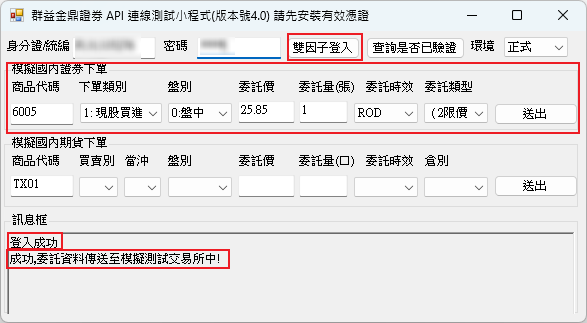 群益金鼎證券 API 連線測試小程式(版本號4.0) 請先安裝有效憑證
身分證/統編 密碼 雙因子登入 查詢是否已驗證 環境 正式
模擬國內證券下單
商品代碼 下單類別 盤別 委託價 委託量(張) 委託時效 委託類型
6005 1: 現股買進 0:盤中 25.85 1 ROD (2限價 送出
模擬國內期貨下單
商品代碼 買賣別 當沖 盤別 委託價 委託量(口) 委託時效 倉別
TX01 送出
訊息框
登入成功
成功,委託資料傳送至模擬測試交易所中!